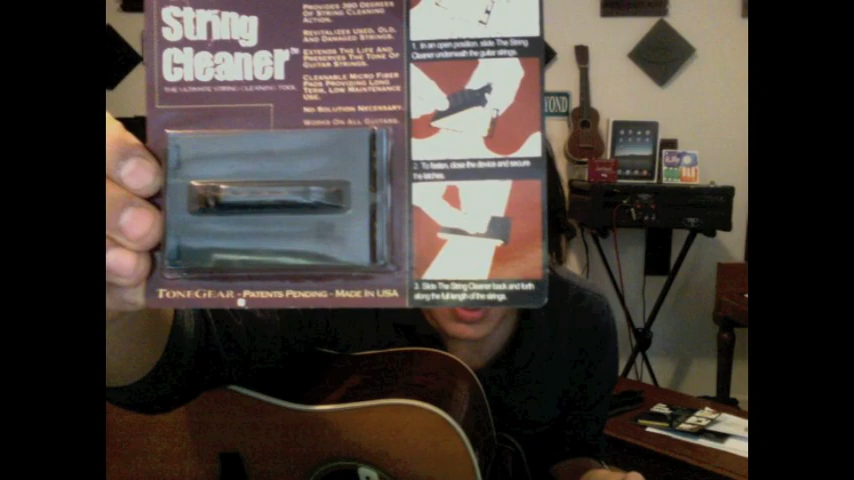 String
Cleaner™
THE ULTIMATE STRING CLEANING TOOL
PROVIDES 360 DEGREES
OF STRING CLEANING
ACTION.
REVITALIZES USED, OLD,
AND DAMAGED STRINGS.
EXTENDS THE LIFE AND
PRESERVES THE TONE OF
GUITAR STRINGS.
CLEANABLE MICRO FIBER
PADS PROVIDING LONG
TERM, LOW MAINTENANCE
USE.
NO SOLUTION NECESSARY.
WORKS ON ALL GUITARS.
TONEGEAR - PATENTS PENDING - MADE IN USA
1. In an open position, slide The String
Cleaner underneath the guitar strings.
2. To fasten, close the device and secure
the latches.
3. Slide The String Cleaner back and forth
along the full length of the strings.
YOND
iLife